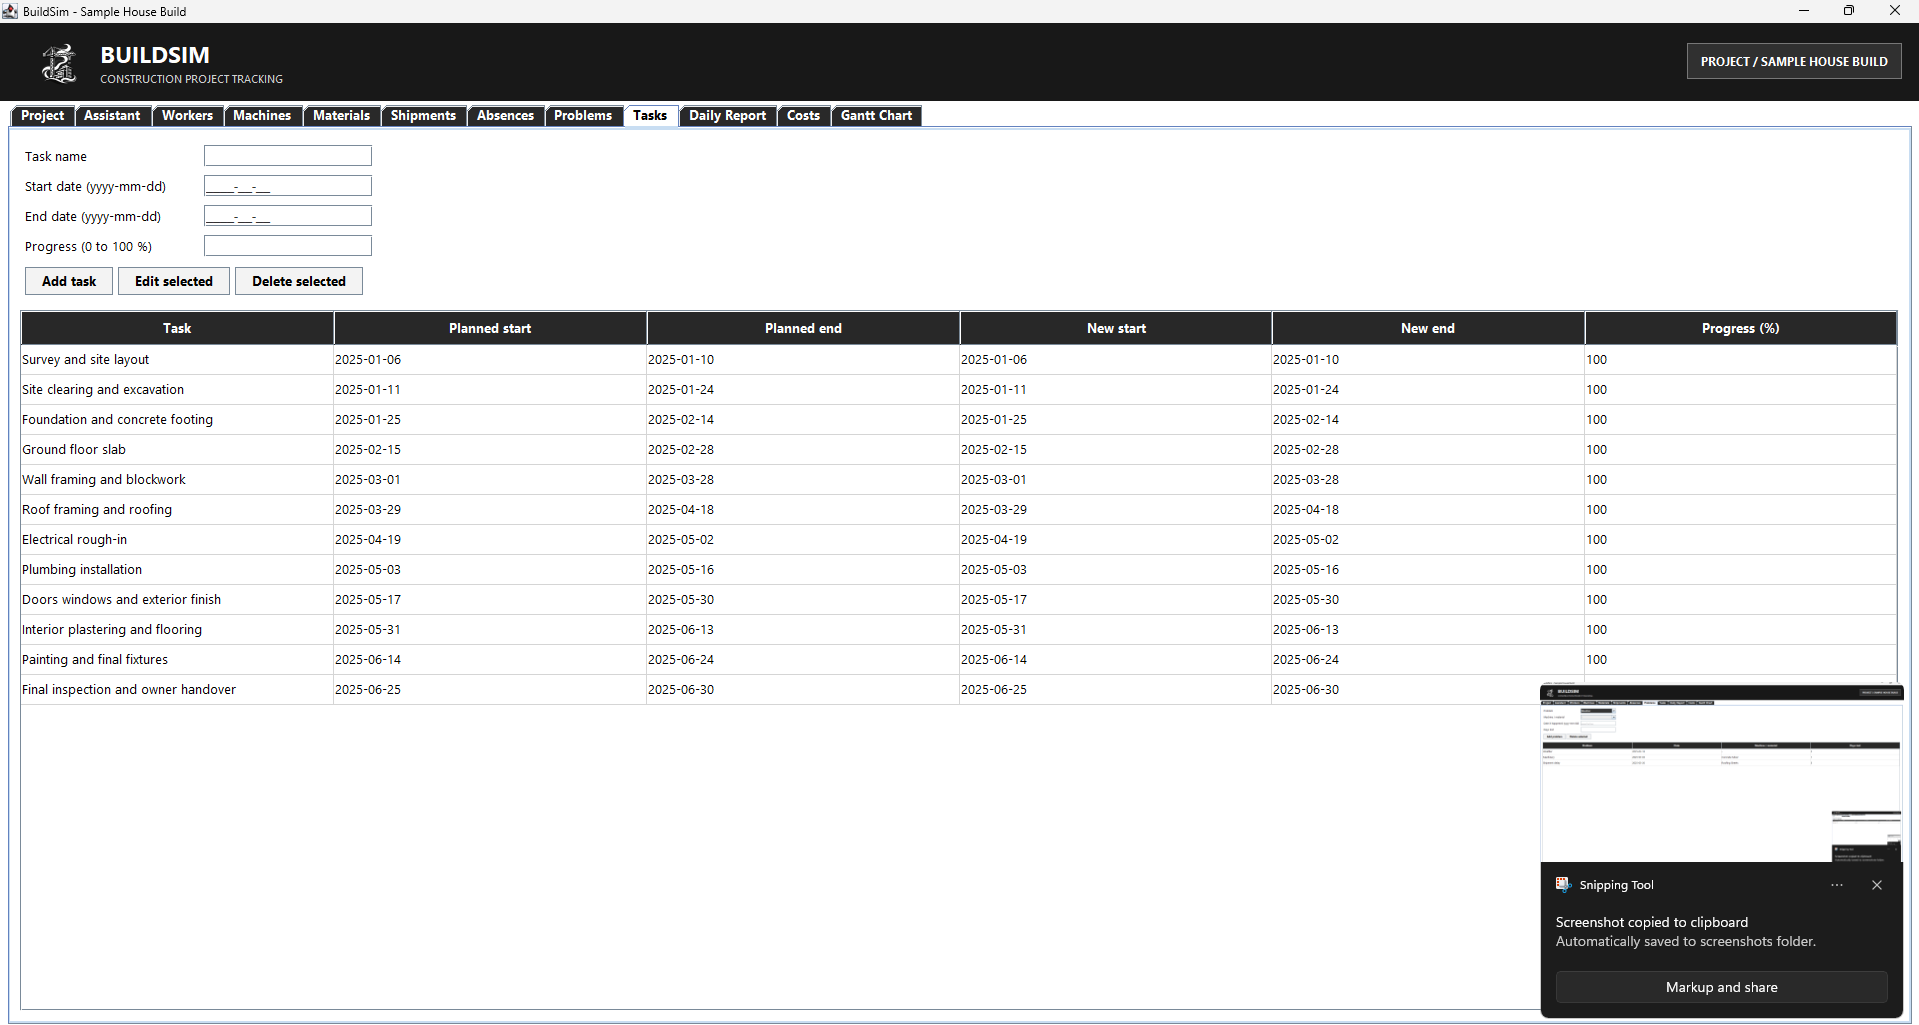 BuildSim - Sample House Build
BUILDSIM
CONSTRUCTION PROJECT TRACKING
PROJECT / SAMPLE HOUSE BUILD
Project Assistant Workers Machines Materials Shipments Absences Problems Tasks Daily Report Costs Gantt Chart
Task name
Start date (yyyy-mm-dd) ____-__-__
End date (yyyy-mm-dd) ____-__-__
Progress (0 to 100 %)
Add task Edit selected Delete selected
Task Planned start Planned end New start New end Progress (%)
Survey and site layout 2025-01-06 2025-01-10 2025-01-06 2025-01-10 100
Site clearing and excavation 2025-01-11 2025-01-24 2025-01-11 2025-01-24 100
Foundation and concrete footing 2025-01-25 2025-02-14 2025-01-25 2025-02-14 100
Ground floor slab 2025-02-15 2025-02-28 2025-02-15 2025-02-28 100
Wall framing and blockwork 2025-03-01 2025-03-28 2025-03-01 2025-03-28 100
Roof framing and roofing 2025-03-29 2025-04-18 2025-03-29 2025-04-18 100
Electrical rough-in 2025-04-19 2025-05-02 2025-04-19 2025-05-02 100
Plumbing installation 2025-05-03 2025-05-16 2025-05-03 2025-05-16 100
Doors windows and exterior finish 2025-05-17 2025-05-30 2025-05-17 2025-05-30 100
Interior plastering and flooring 2025-05-31 2025-06-13 2025-05-31 2025-06-13 100
Painting and final fixtures 2025-06-14 2025-06-24 2025-06-14 2025-06-24 100
Final inspection and owner handover 2025-06-25 2025-06-30 2025-06-25 2025-06-30
BUILDSIM
Snipping Tool
Screenshot copied to clipboard
Automatically saved to screenshots folder.
Markup and share